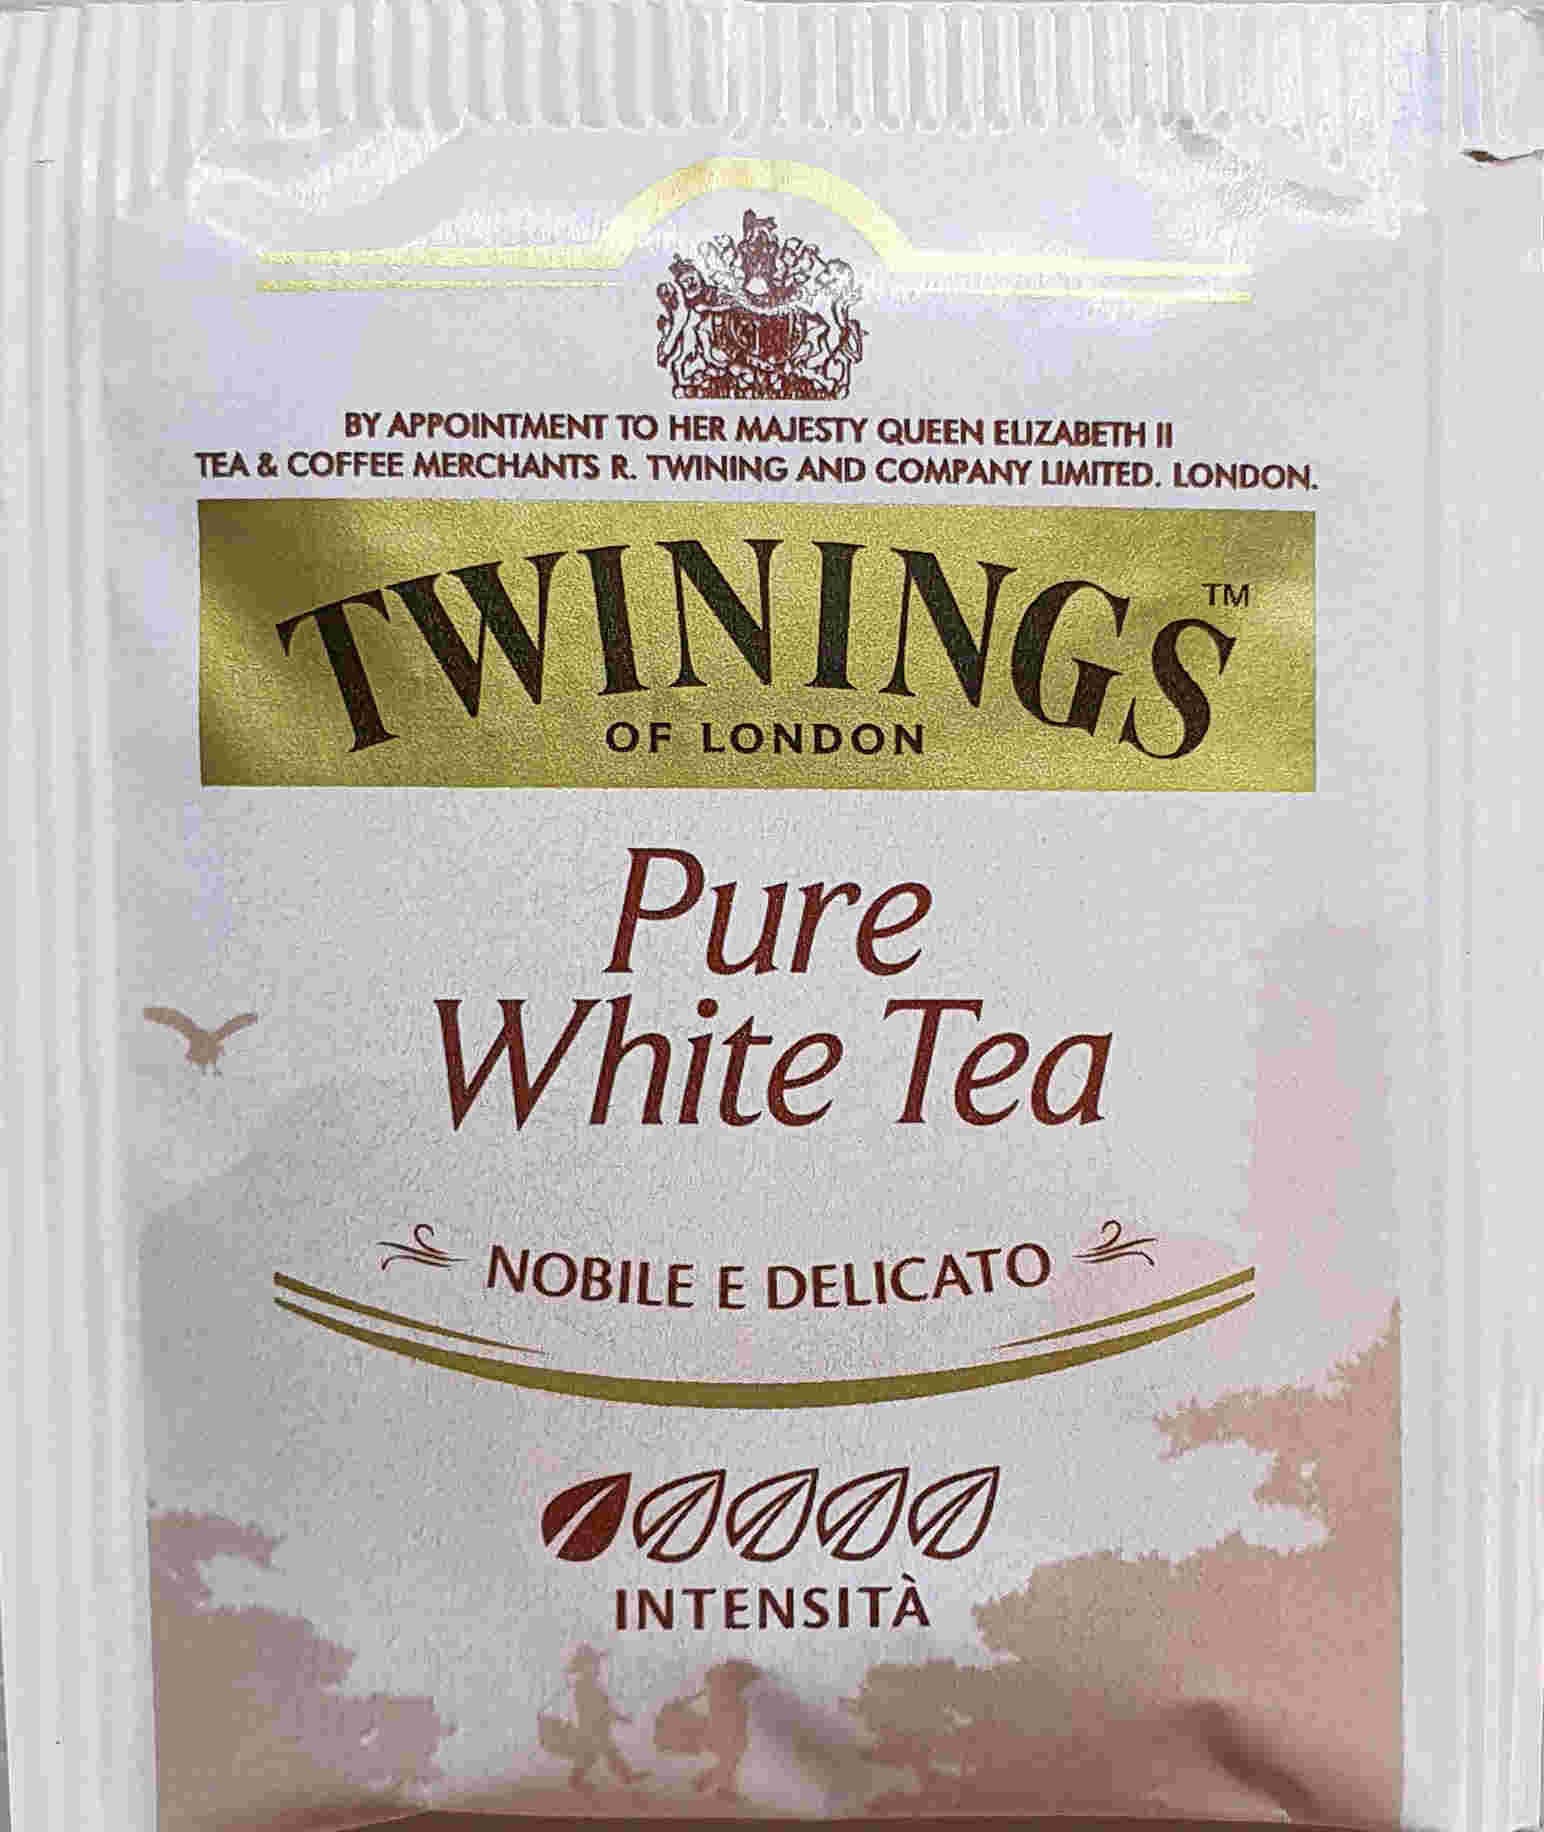 BY APPOINTMENT TO HER MAJESTY QUEEN ELIZABETH II
TEA & COFFEE MERCHANTS R. TWINING AND COMPANY LIMITED. LONDON.
TWININGS™
OF LONDON
Pure
White Tea
NOBILE E DELICATO
INTENSITÀ